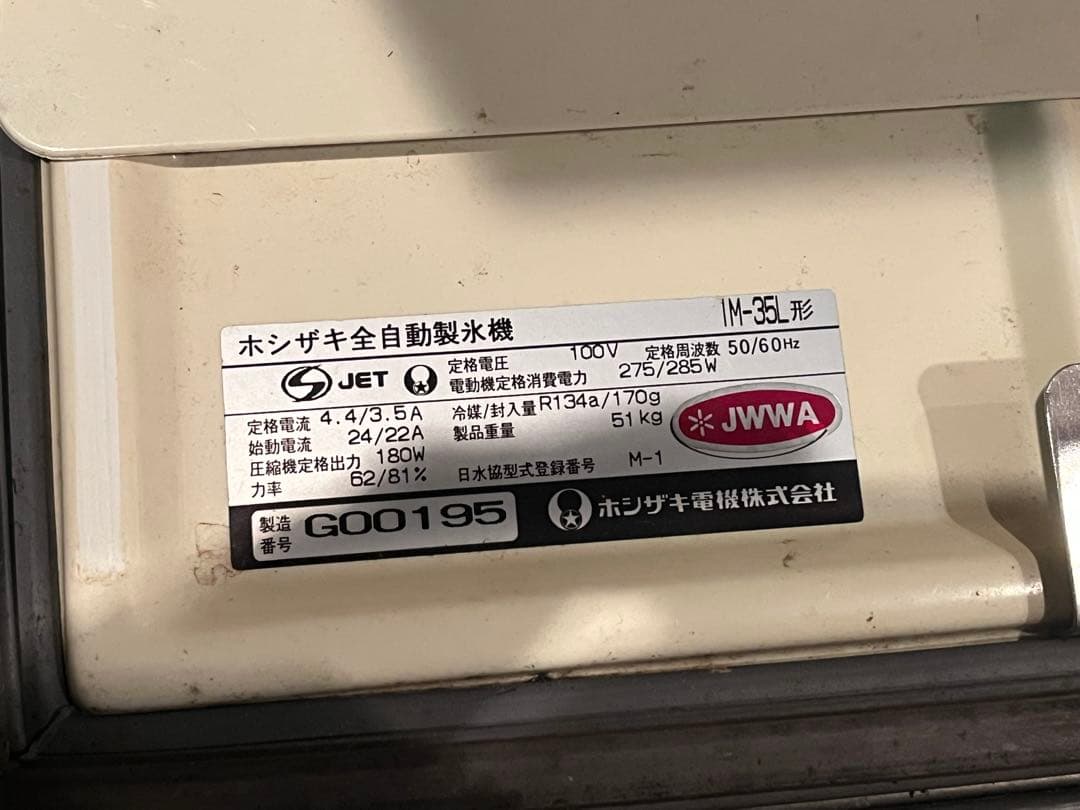 ホシザキ全自動製氷機 IM-35L形
JET 定格電圧 100V 定格周波数 50/60Hz
電動機定格消費電力 275/285W
定格電流 4.4/3.5A 冷媒/封入量 R134a/170g
始動電流 24/22A 製品重量 51kg
圧縮機定格出力 180W
力率 62/81% 日水協型式登録番号 M-1
JWWA
製造番号 G00195 ホシザキ電機株式会社